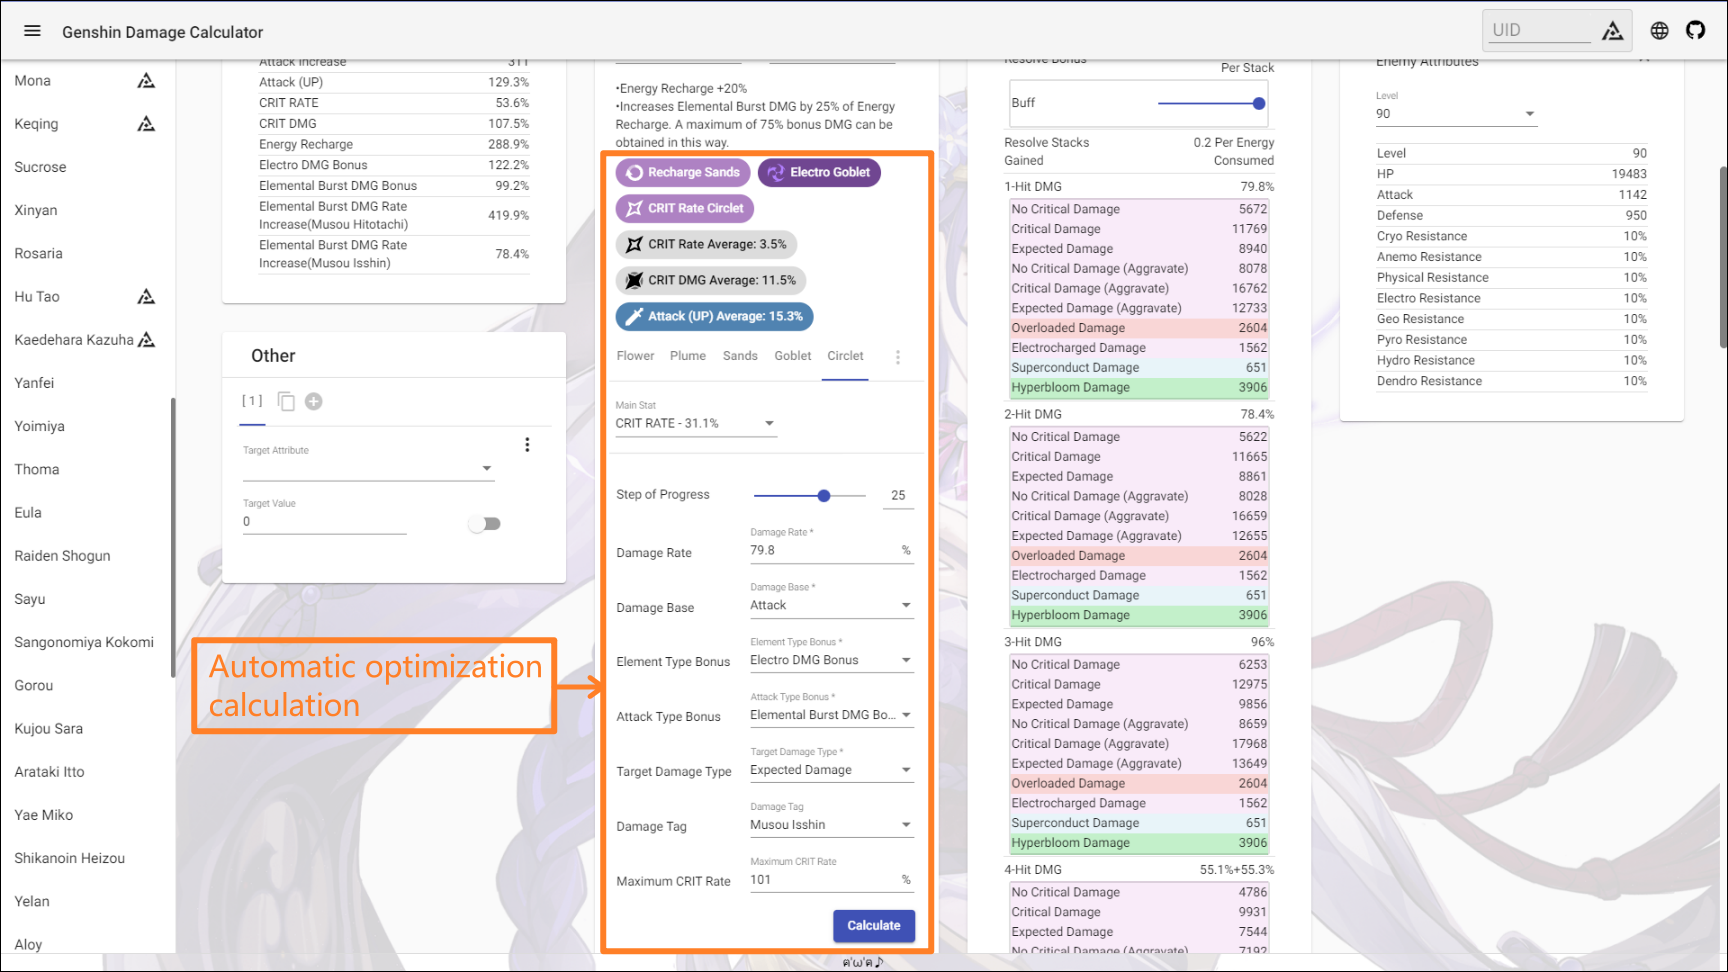 Genshin Damage Calculator
UID
Mona
Keqing
Sucrose
Xinyan
Rosaria
Hu Tao
Kaedehara Kazuha
Yanfei
Yoimiya
Thoma
Eula
Raiden Shogun
Sayu
Sangonomiya Kokomi
Gorou
Kujou Sara
Arataki Itto
Yae Miko
Shikanoin Heizou
Yelan
Aloy
Attack Increase 311
Attack (UP) 129.3%
CRIT RATE 53.6%
CRIT DMG 107.5%
Energy Recharge 288.9%
Electro DMG Bonus 122.2%
Elemental Burst DMG Bonus 99.2%
Elemental Burst DMG Rate
Increase(Musou Hitotachi) 419.9%
Elemental Burst DMG Rate
Increase(Musou Isshin) 78.4%
Other
[ 1 ]
Target Attribute
Target Value
0
Automatic optimization
calculation
•Energy Recharge +20%
•Increases Elemental Burst DMG by 25% of Energy
Recharge. A maximum of 75% bonus DMG can be
obtained in this way.
Recharge Sands
Electro Goblet
CRIT Rate Circlet
CRIT Rate Average: 3.5%
CRIT DMG Average: 11.5%
Attack (UP) Average: 15.3%
Flower Plume Sands Goblet Circlet
Main Stat
CRIT RATE - 31.1%
Step of Progress 25
Damage Rate *
Damage Rate 79.8 %
Damage Base *
Damage Base Attack
Element Type Bonus *
Element Type Bonus Electro DMG Bonus
Attack Type Bonus *
Attack Type Bonus Elemental Burst DMG Bo...
Target Damage Type *
Target Damage Type Expected Damage
Damage Tag
Damage Tag Musou Isshin
Maximum CRIT Rate
Maximum CRIT Rate 101 %
Calculate
ฅ'ω'ฅ♪
Resolve Bonus
Per Stack
Buff
Resolve Stacks 0.2 Per Energy
Gained Consumed
1-Hit DMG 79.8%
No Critical Damage 5672
Critical Damage 11769
Expected Damage 8940
No Critical Damage (Aggravate) 8078
Critical Damage (Aggravate) 16762
Expected Damage (Aggravate) 12733
Overloaded Damage 2604
Electrocharged Damage 1562
Superconduct Damage 651
Hyperbloom Damage 3906
2-Hit DMG 78.4%
No Critical Damage 5622
Critical Damage 11665
Expected Damage 8861
No Critical Damage (Aggravate) 8028
Critical Damage (Aggravate) 16659
Expected Damage (Aggravate) 12655
Overloaded Damage 2604
Electrocharged Damage 1562
Superconduct Damage 651
Hyperbloom Damage 3906
3-Hit DMG 96%
No Critical Damage 6253
Critical Damage 12975
Expected Damage 9856
No Critical Damage (Aggravate) 8659
Critical Damage (Aggravate) 17968
Expected Damage (Aggravate) 13649
Overloaded Damage 2604
Electrocharged Damage 1562
Superconduct Damage 651
Hyperbloom Damage 3906
4-Hit DMG 55.1%+55.3%
No Critical Damage 4786
Critical Damage 9931
Expected Damage 7544
No Critical Damage (Aggravate) 7192
Enemy Attributes
Level
90
Level 90
HP 19483
Attack 1142
Defense 950
Cryo Resistance 10%
Anemo Resistance 10%
Physical Resistance 10%
Electro Resistance 10%
Geo Resistance 10%
Pyro Resistance 10%
Hydro Resistance 10%
Dendro Resistance 10%